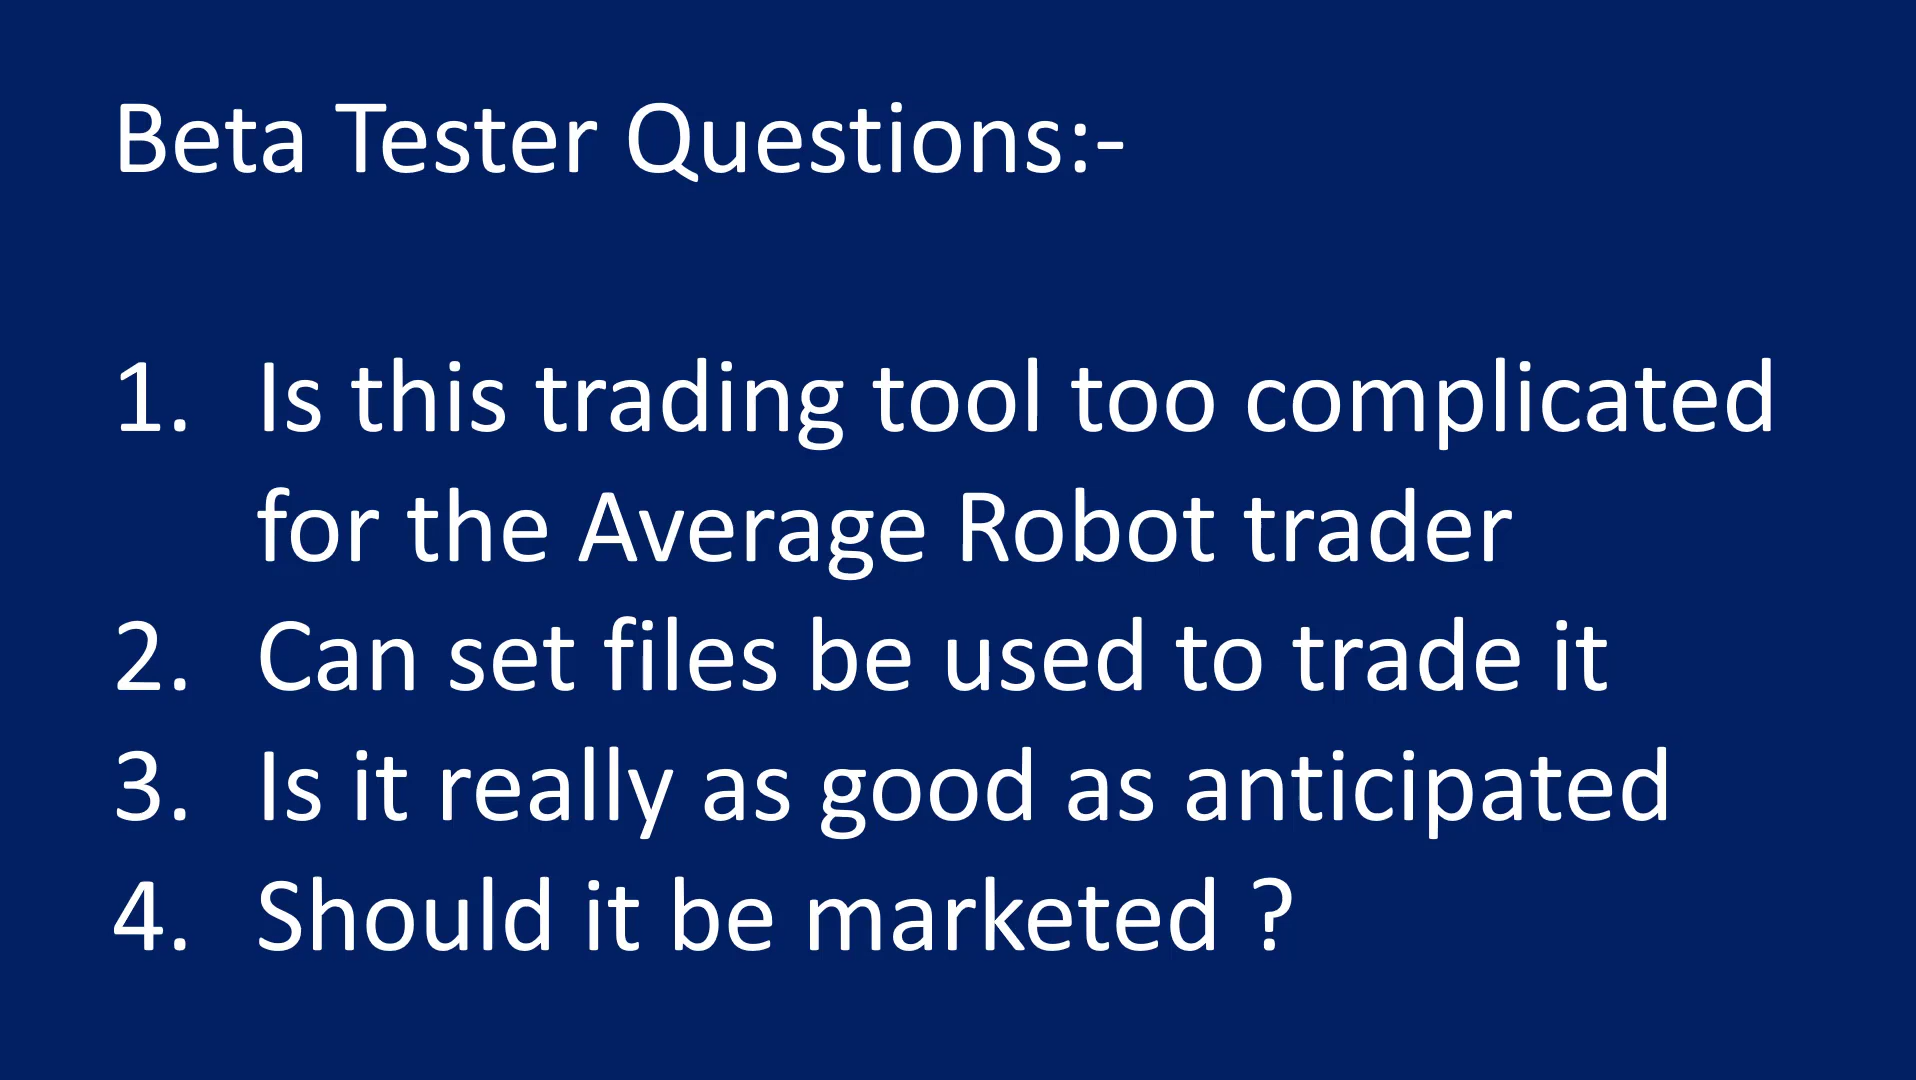 Beta Tester Questions:-
1. Is this trading tool too complicated
for the Average Robot trader
2. Can set files be used to trade it
3. Is it really as good as anticipated
4. Should it be marketed ?